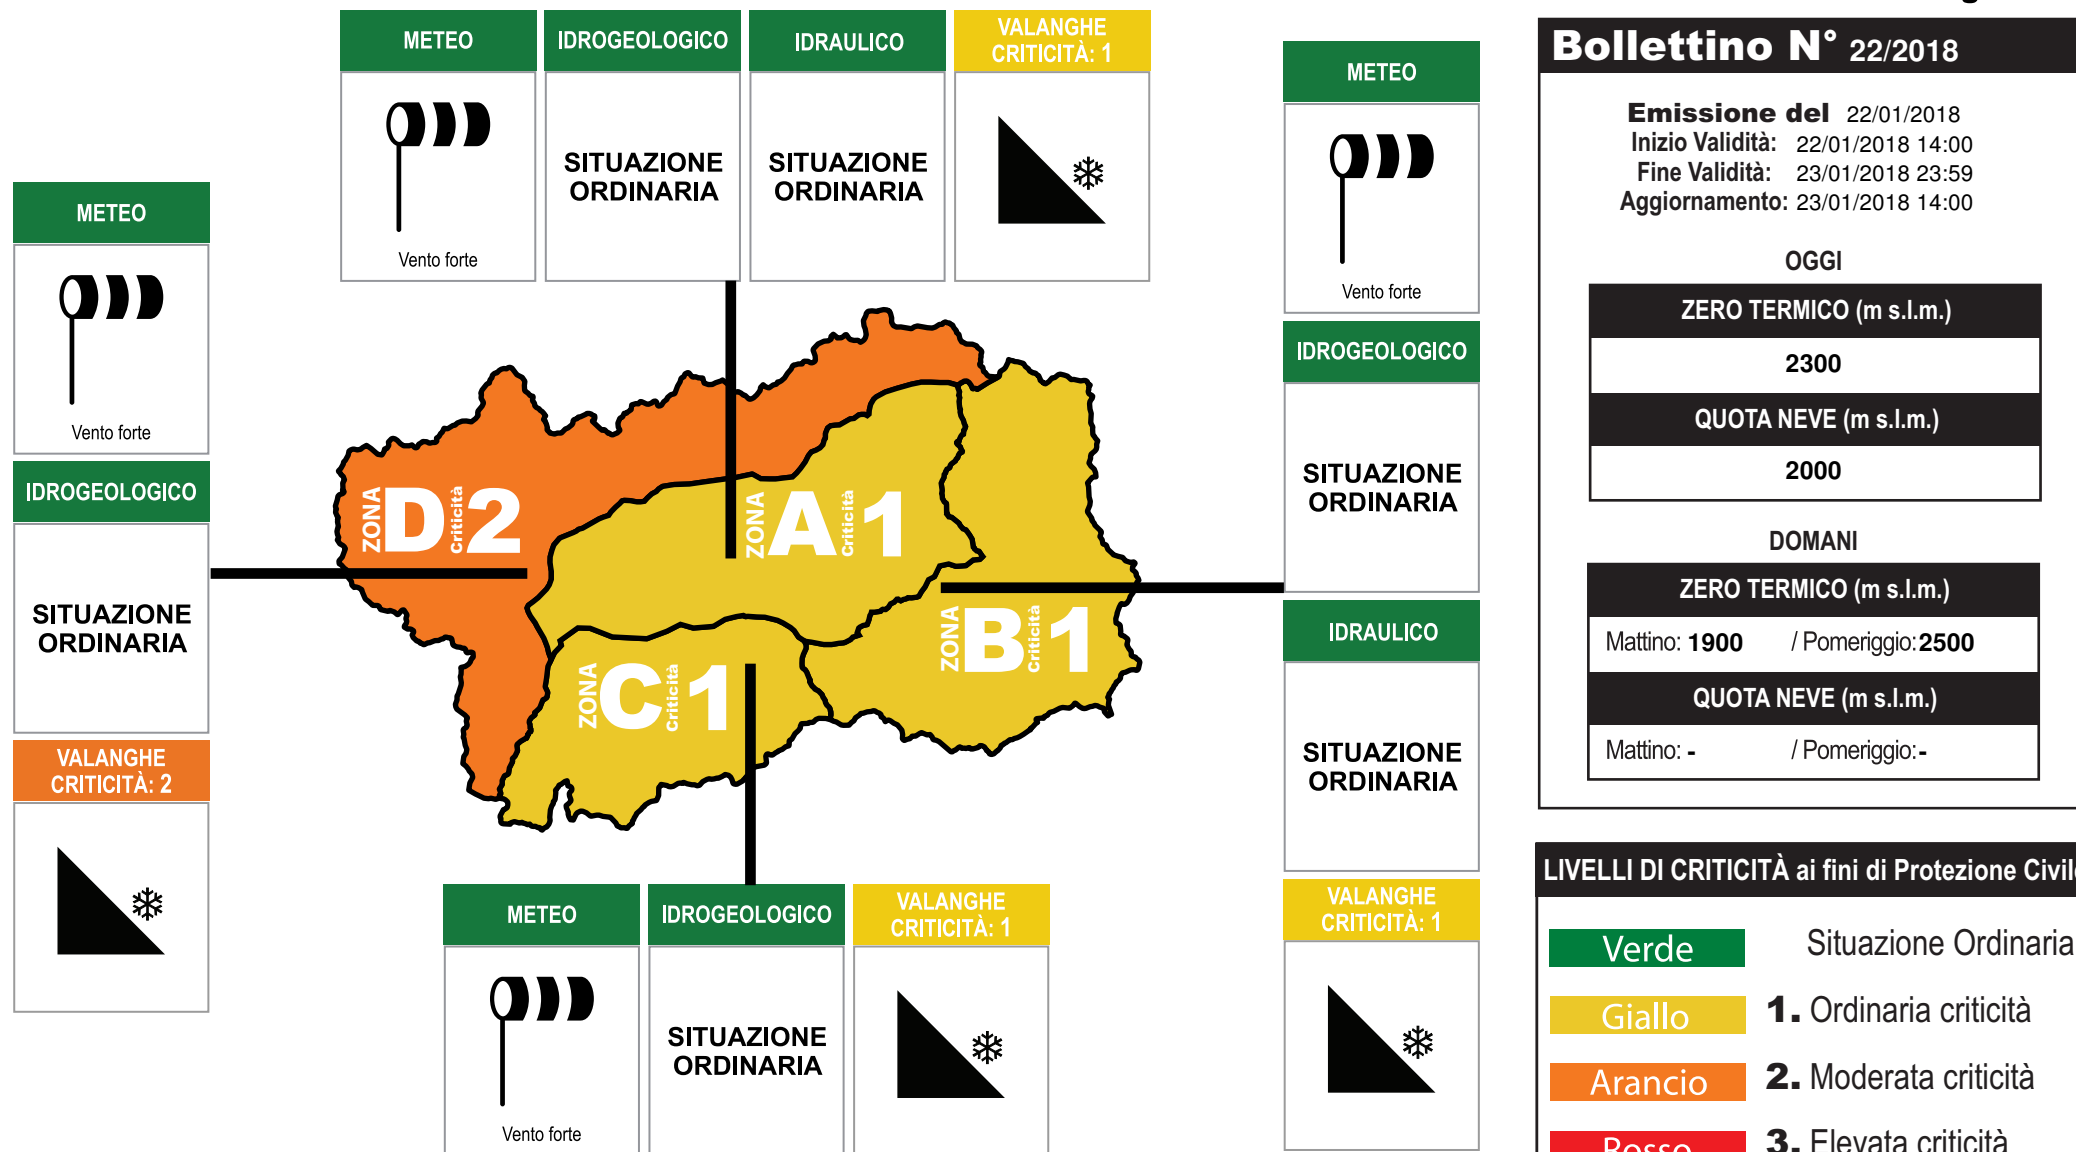 METEO
IDROGEOLOGICO
IDRAULICO
VALANGHE
CRITICITÀ: 1
Vento forte
SITUAZIONE
ORDINARIA
SITUAZIONE
ORDINARIA
METEO
Vento forte
IDROGEOLOGICO
SITUAZIONE
ORDINARIA
VALANGHE
CRITICITÀ: 2
ZONA D Criticità 2
ZONA A Criticità 1
ZONA B Criticità 1
ZONA C Criticità 1
METEO
Vento forte
IDROGEOLOGICO
SITUAZIONE
ORDINARIA
IDRAULICO
SITUAZIONE
ORDINARIA
VALANGHE
CRITICITÀ: 1
METEO
IDROGEOLOGICO
VALANGHE
CRITICITÀ: 1
Vento forte
SITUAZIONE
ORDINARIA
Bollettino N° 22/2018
Emissione del 22/01/2018
Inizio Validità: 22/01/2018 14:00
Fine Validità: 23/01/2018 23:59
Aggiornamento: 23/01/2018 14:00
OGGI
ZERO TERMICO (m s.l.m.)
2300
QUOTA NEVE (m s.l.m.)
2000
DOMANI
ZERO TERMICO (m s.l.m.)
Mattino: 1900 / Pomeriggio: 2500
QUOTA NEVE (m s.l.m.)
Mattino: - / Pomeriggio: -
LIVELLI DI CRITICITÀ ai fini di Protezione Civile
Verde Situazione Ordinaria
Giallo 1. Ordinaria criticità
Arancio 2. Moderata criticità
Rosso 3. Elevata criticità